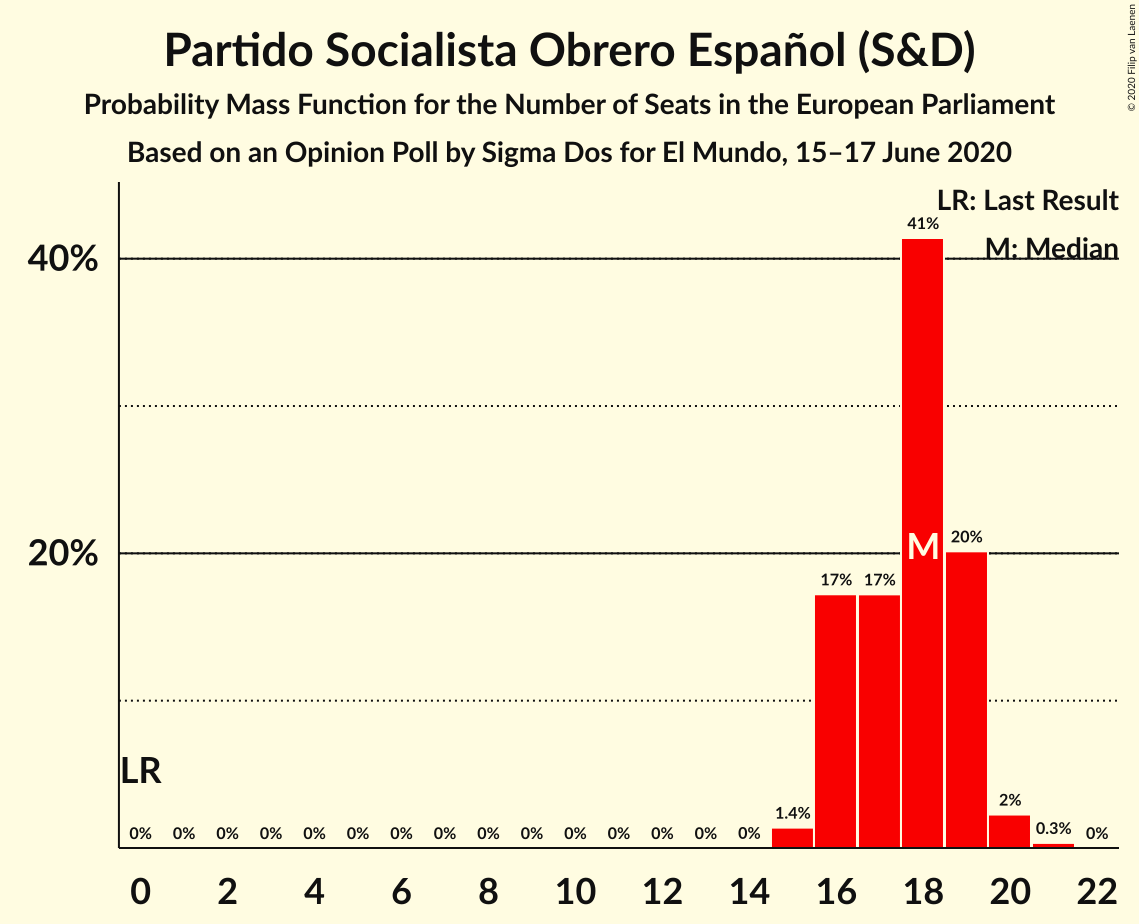 Partido Socialista Obrero Español (S&D)
Probability Mass Function for the Number of Seats in the European Parliament
Based on an Opinion Poll by Sigma Dos for El Mundo, 15–17 June 2020
© 2020 Filip van Laenen
LR: Last Result
M: Median
41%
40%
20%
M
20%
17% 17%
LR
0% 0% 0% 0% 0% 0% 0% 0% 0% 0% 0% 0% 0% 0% 0% 1.4% 2% 0.3% 0%
0 2 4 6 8 10 12 14 16 18 20 22